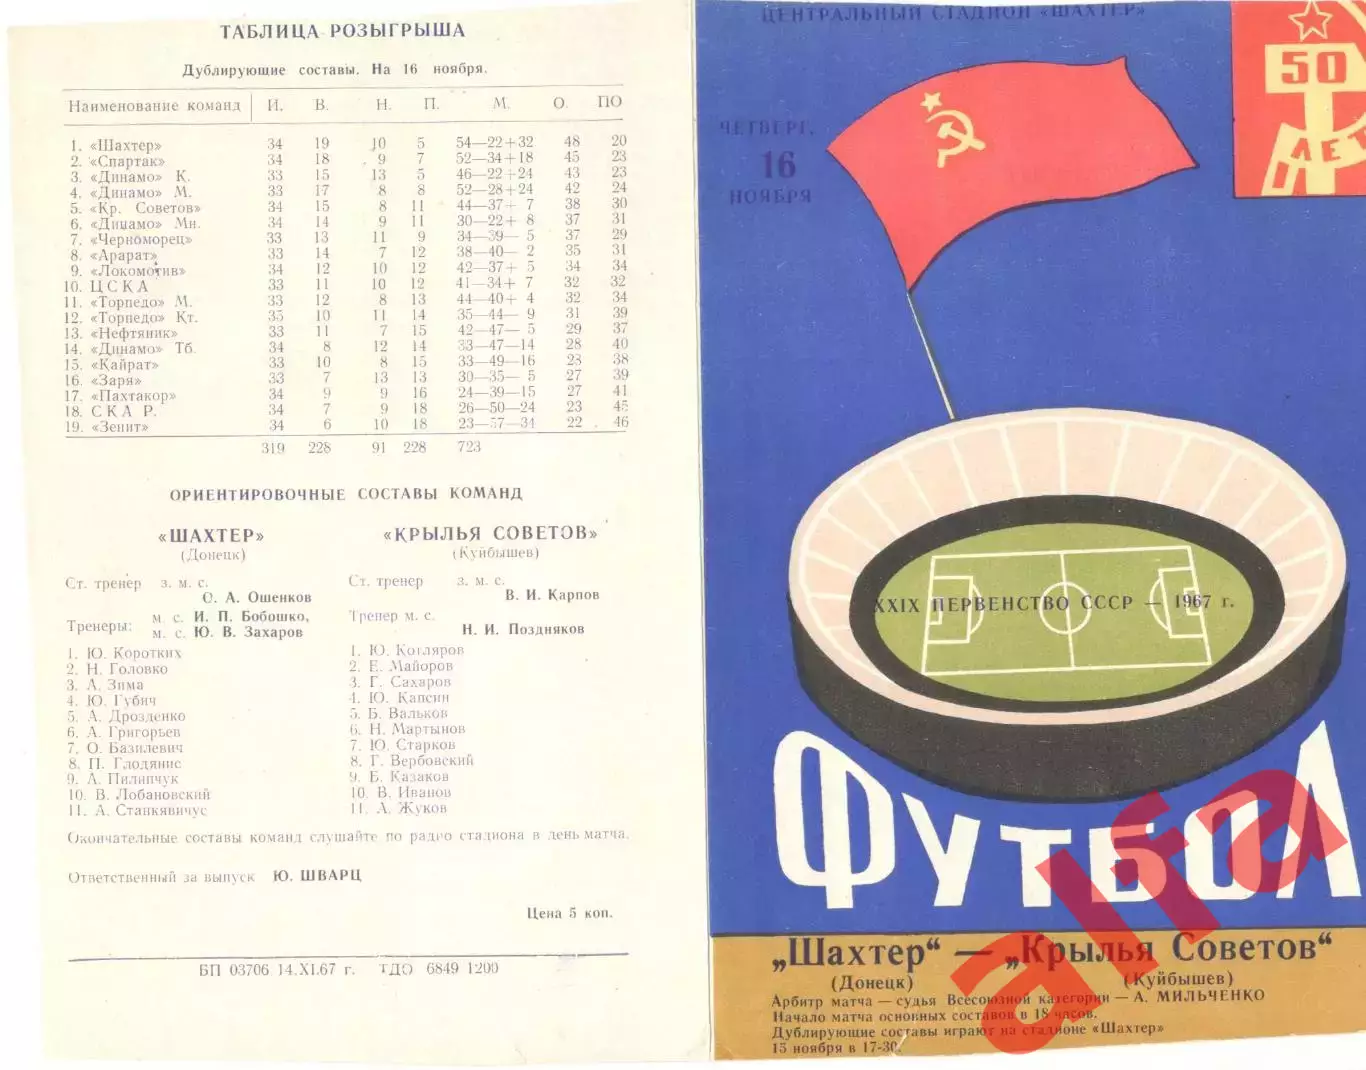 ТАБЛИЦА РОЗЫГРЫША
Дублирующие составы. На 16 ноября.
Наименование команд И. В. Н. П. М. О. ПО
1. «Шахтер» 34 19 10 5 54—22+32 48 20
2. «Спартак» 34 18 9 7 52—34+18 45 23
3. «Динамо» К. 33 15 13 5 46—22+24 43 23
4. «Динамо» М. 33 17 8 8 52—28+24 42 24
5. «Кр. Советов» 34 15 8 11 44—37+ 7 38 30
6. «Динамо» Мн. 34 14 9 11 30—22+ 8 37 31
7. «Черноморец» 33 13 11 9 34—39— 5 37 29
8. «Арарат» 33 14 7 12 38—40— 2 35 31
9. «Локомотив» 34 12 10 12 42—37+ 5 34 34
10. ЦСКА 33 11 10 12 41—34+ 7 32 32
11. «Торпедо» М. 33 12 8 13 44—40+ 4 32 34
12. «Торпедо» Кт. 35 10 11 14 35—44— 9 31 39
13. «Нефтяник» 33 11 7 15 42—47— 5 29 37
14. «Динамо» Тб. 34 8 12 14 33—47—14 28 40
15. «Кайрат» 33 10 8 15 33—49—16 23 38
16. «Заря» 33 7 13 13 30—35— 5 27 39
17. «Пахтакор» 34 9 9 16 24—39—15 27 41
18. СКА Р. 34 7 9 18 26—50—24 23 45
19. «Зенит» 34 6 10 18 23—57—34 22 46
319 228 91 228 723
ОРИЕНТИРОВОЧНЫЕ СОСТАВЫ КОМАНД
«ШАХТЕР»
(Донецк)
Ст. тренер з. м. с.
О. А. Ошенков
Тренеры: м. с. И. П. Бобошко,
м. с. Ю. В. Захаров
1. Ю. Коротких
2. Н. Головко
3. А. Зима
4. Ю. Губич
5. А. Дрозденко
6. А. Григорьев
7. О. Базилевич
8. П. Глодянис
9. А. Пилипчук
10. В. Лобановский
11. А. Станкявичус
«КРЫЛЬЯ СОВЕТОВ»
(Куйбышев)
Ст. тренер з. м. с.
В. И. Карпов
Тренер м. с.
Н. И. Поздняков
1. Ю. Котляров
2. Е. Майоров
3. Г. Сахаров
4. Ю. Капсин
5. Б. Вальков
6. Н. Мартынов
7. Ю. Старков
8. Г. Вербовский
9. Б. Казаков
10. В. Иванов
11. А. Жуков
Окончательные составы команд слушайте по радио стадиона в день матча.
Ответственный за выпуск Ю. ШВАРЦ
Цена 5 коп.
БП 03706 14.XI.67 г. ТДО 6849 1200
ЦЕНТРАЛЬНЫЙ СТАДИОН «ШАХТЕР»
50
ЛЕТ
ЧЕТВЕРГ,
16
НОЯБРЯ
XXIX ПЕРВЕНСТВО СССР — 1967 г.
ФУТБОЛ
„Шахтер“ — „Крылья Советов“
(Донецк) (Куйбышев)
Арбитр матча — судья Всесоюзной категории — А. МИЛЬЧЕНКО
Начало матча основных составов в 18 часов.
Дублирующие составы играют на стадионе «Шахтер»
15 ноября в 17-30.
alfa